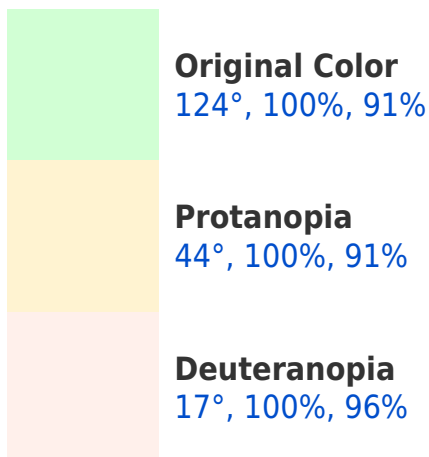 Original Color
124°, 100%, 91%
Protanopia
44°, 100%, 91%
Deuteranopia
17°, 100%, 96%